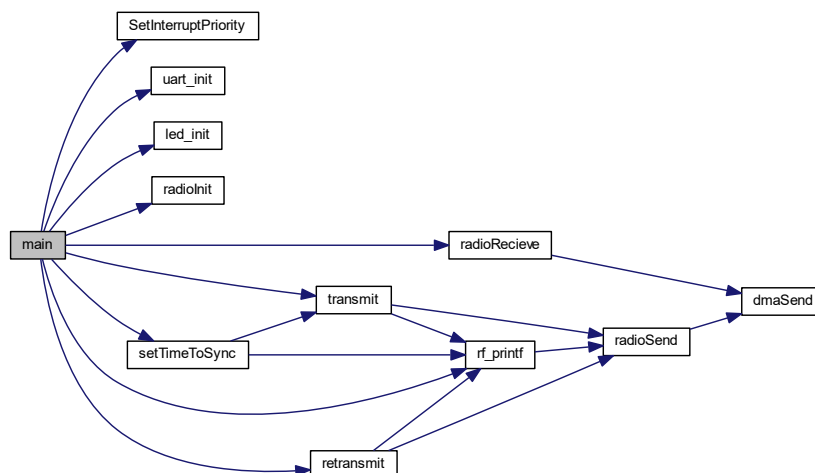 SetInterruptPriority
uart_init
led_init
radioInit
main
radioRecieve
transmit
dmaSend
setTimeToSync
rf_printf
radioSend
retransmit